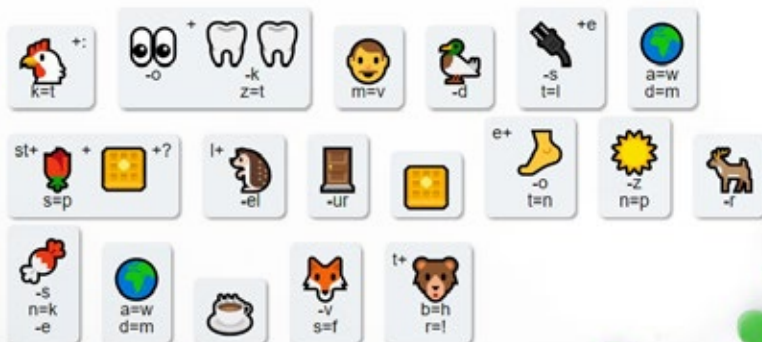 +:
k=t
+
-o
-k
z=t
m=v
-d
+e
-s
t=l
a=w
d=m
st+
+
+?
s=p
l+
-el
-ur
e+
-o
t=n
-z
n=p
-r
-s
n=k
-e
a=w
d=m
-v
s=f
t+
b=h
r=!